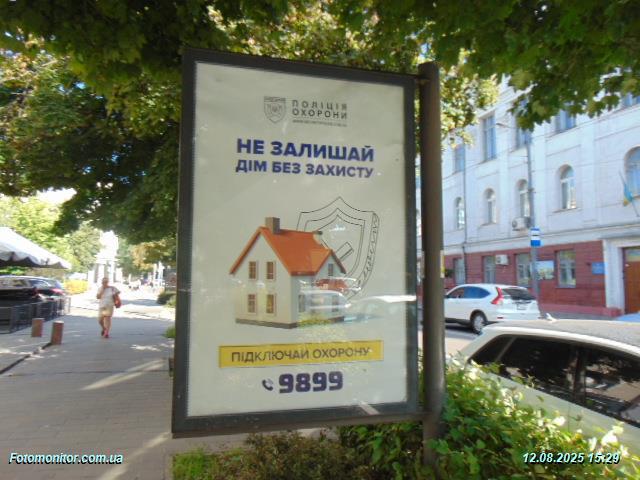 ПОЛІЦІЯ
ОХОРОНИ
НЕ ЗАЛИШАЙ
ДІМ БЕЗ ЗАХИСТУ
ПІДКЛЮЧАЙ ОХОРОНУ
9899
Fotomonitor.com.ua
12.08.2025 15:29